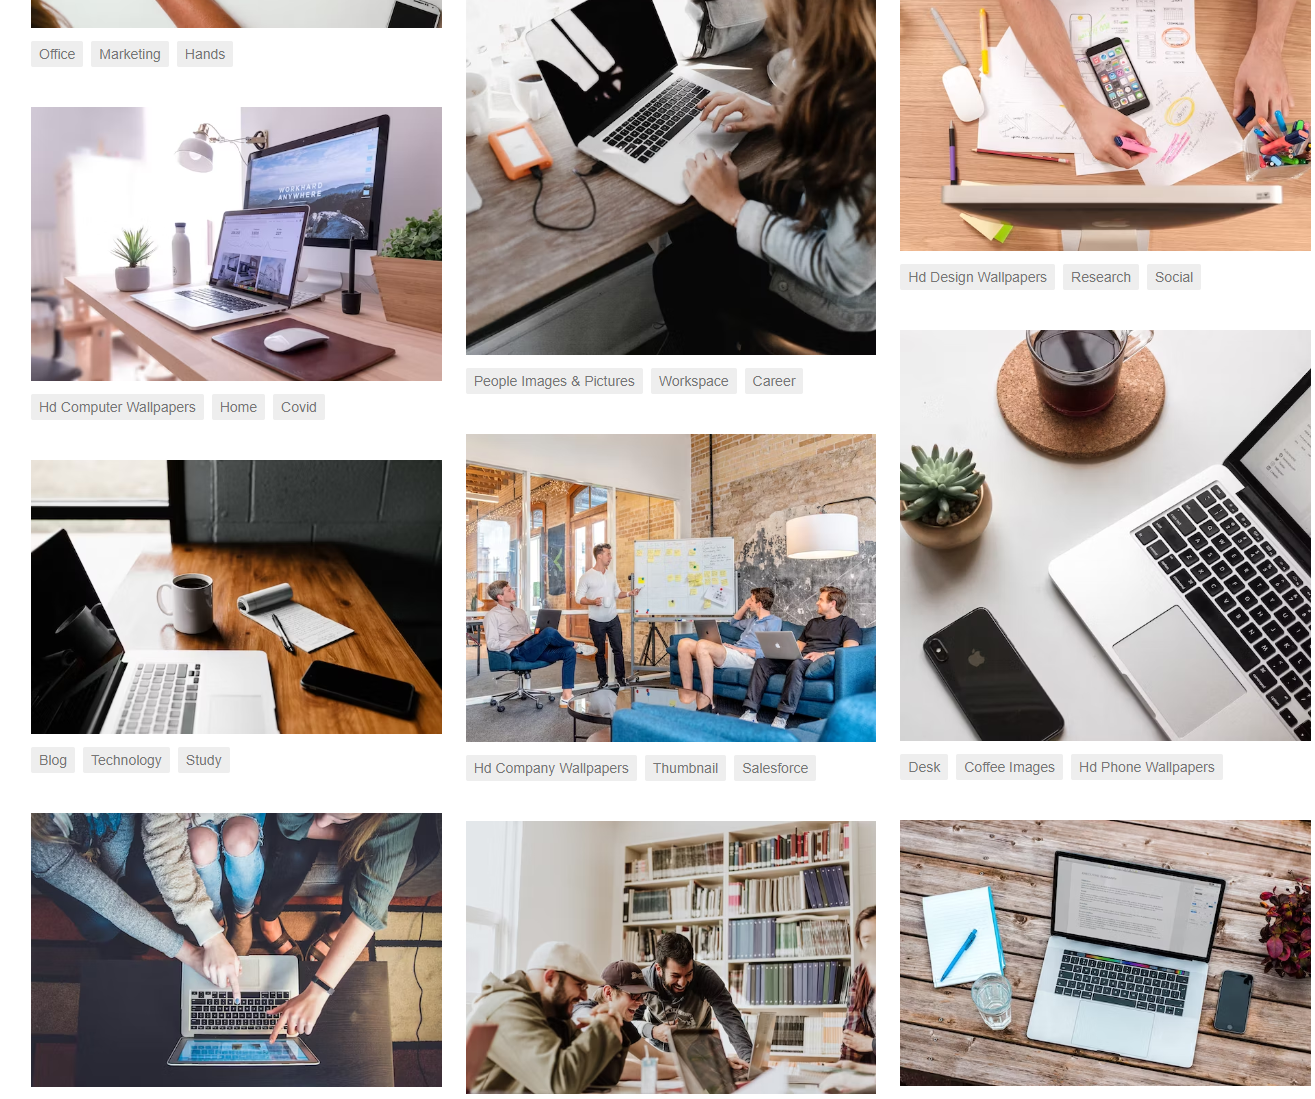 Office
Marketing
Hands
WORKHARD
ANYWHERE
Hd Computer Wallpapers
Home
Covid
Blog
Technology
Study
People Images & Pictures
Workspace
Career
Hd Company Wallpapers
Thumbnail
Salesforce
Hd Design Wallpapers
Research
Social
Desk
Coffee Images
Hd Phone Wallpapers